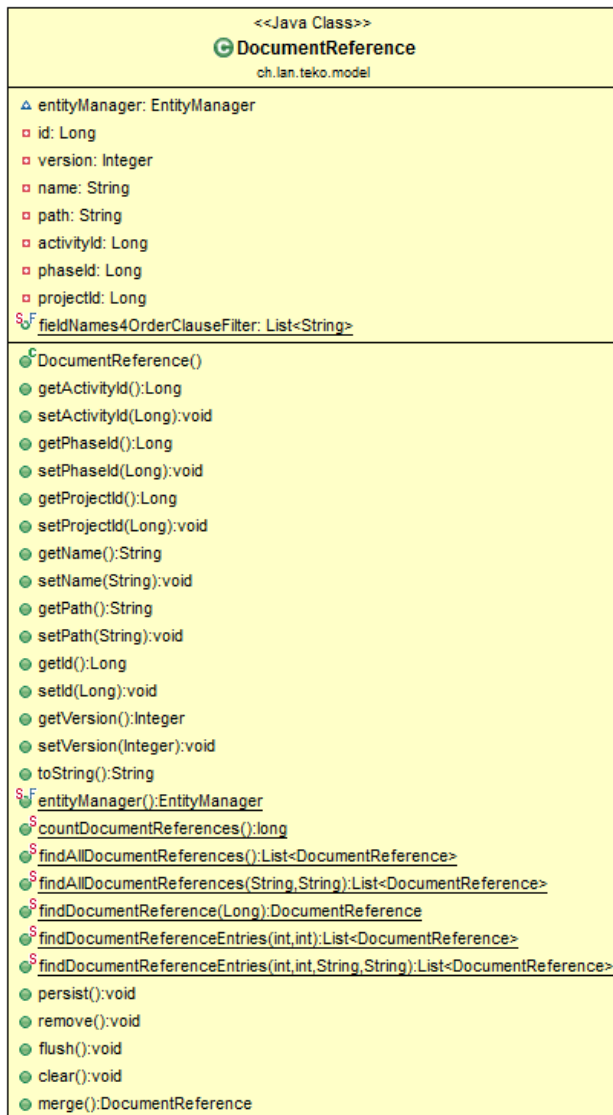 <<Java Class>>
C DocumentReference
ch.lan.teko.model
entityManager: EntityManager
id: Long
version: Integer
name: String
path: String
activityId: Long
phaseId: Long
projectId: Long
S F fieldNames4OrderClauseFilter: List<String>
C DocumentReference()
getActivityId():Long
setActivityId(Long):void
getPhaseId():Long
setPhaseId(Long):void
getProjectId():Long
setProjectId(Long):void
getName():String
setName(String):void
getPath():String
setPath(String):void
getId():Long
setId(Long):void
getVersion():Integer
setVersion(Integer):void
toString():String
S F entityManager():EntityManager
S countDocumentReferences():long
S findAllDocumentReferences():List<DocumentReference>
S findAllDocumentReferences(String,String):List<DocumentReference>
S findDocumentReference(Long):DocumentReference
S findDocumentReferenceEntries(int,int):List<DocumentReference>
S findDocumentReferenceEntries(int,int,String,String):List<DocumentReference>
persist():void
remove():void
flush():void
clear():void
merge():DocumentReference